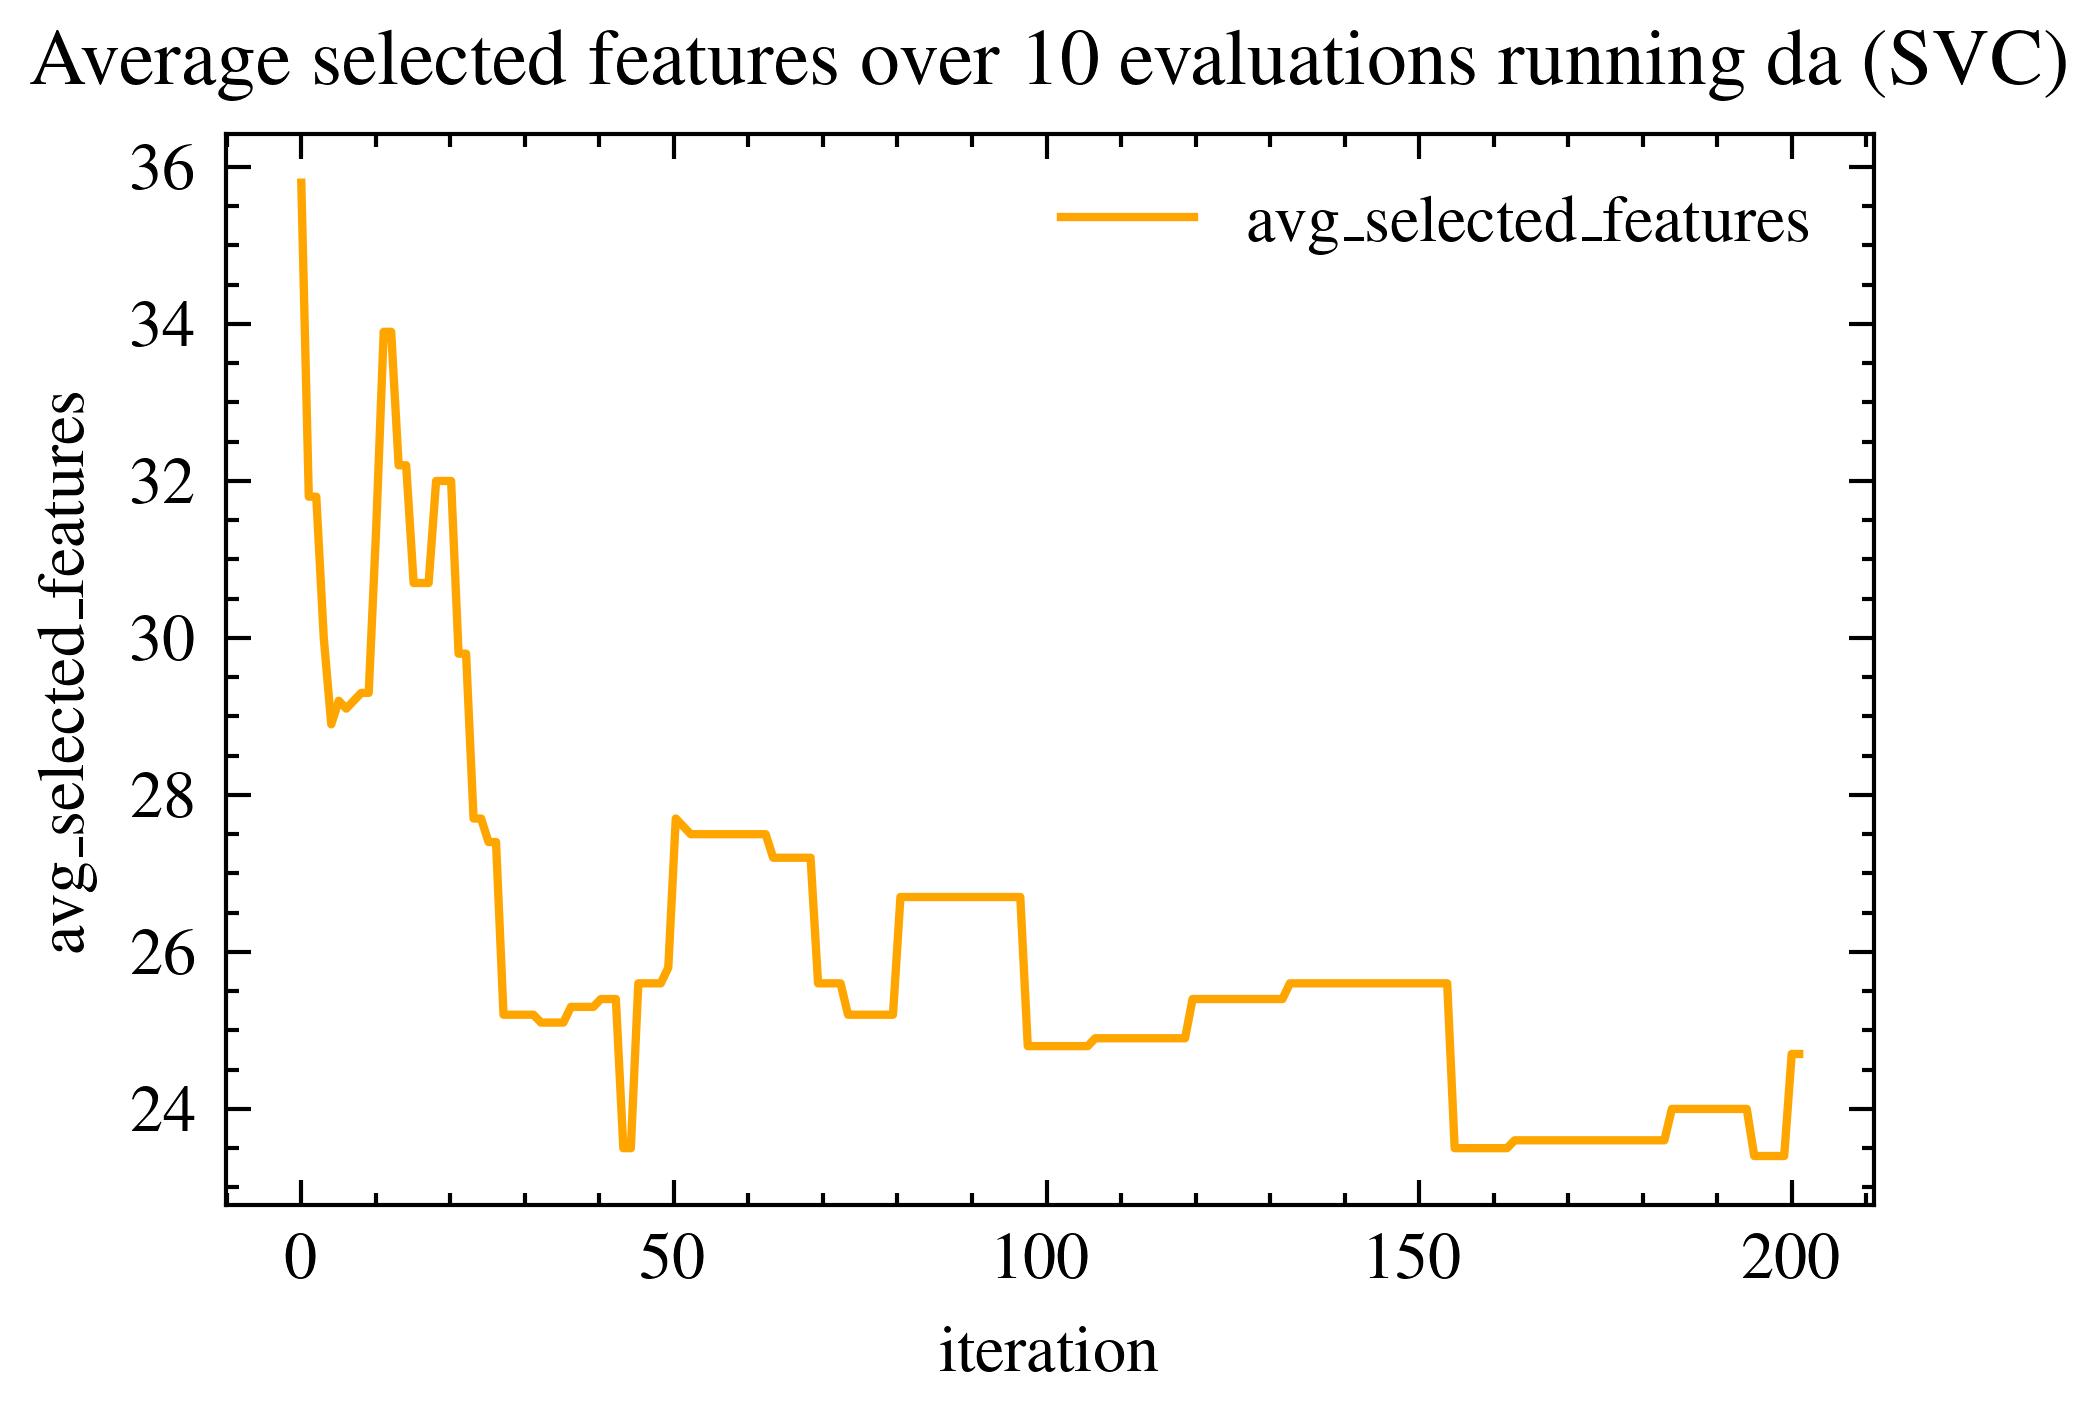 Average selected features over 10 evaluations running da (SVC)
avg_selected_features
36
34
32
30
28
26
24
avg_selected_features
0 50 100 150 200
iteration